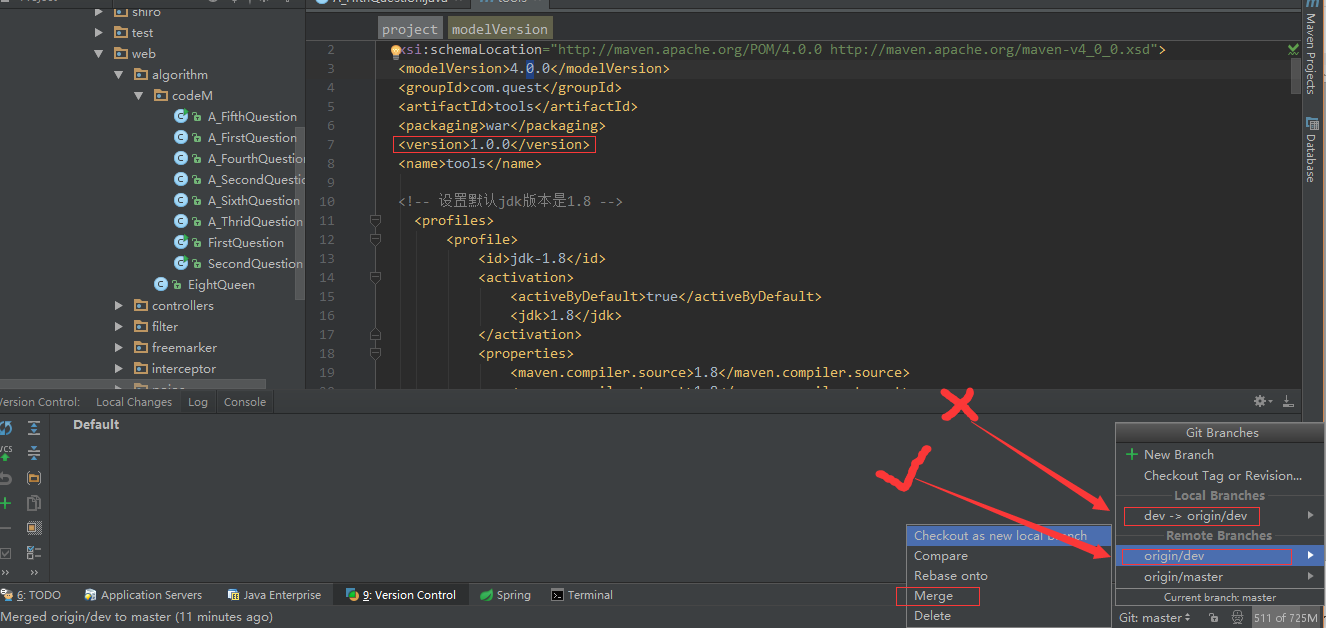 shiro
test
web
algorithm
codeM
A_FifthQuestion
A_FirstQuestion
A_FourthQuestion
A_SecondQuestic
A_SixthQuestion
A_ThridQuestion
FirstQuestion
SecondQuestion
EightQueen
controllers
filter
freemarker
interceptor
tools
project modelVersion
2 xsi:schemaLocation="http://maven.apache.org/POM/4.0.0 http://maven.apache.org/maven-v4_0_0.xsd">
3 <modelVersion>4.0.0</modelVersion>
4 <groupId>com.quest</groupId>
5 <artifactId>tools</artifactId>
6 <packaging>war</packaging>
7 <version>1.0.0</version>
8 <name>tools</name>
9
10 <!-- 设置默认jdk版本是1.8 -->
11 <profiles>
12 <profile>
13 <id>jdk-1.8</id>
14 <activation>
15 <activeByDefault>true</activeByDefault>
16 <jdk>1.8</jdk>
17 </activation>
18 <properties>
19 <maven.compiler.source>1.8</maven.compiler.source>
Maven Projects
Database
Version Control: Local Changes Log Console
Default
VCS
Git Branches
New Branch
Checkout Tag or Revision...
Local Branches
dev -> origin/dev
Remote Branches
origin/dev
origin/master
Current branch: master
Checkout as new local branch
Compare
Rebase onto
Merge
Delete
6: TODO Application Servers Java Enterprise 9: Version Control Spring Terminal
Merged origin/dev to master (11 minutes ago) Git: master 511 of 725M